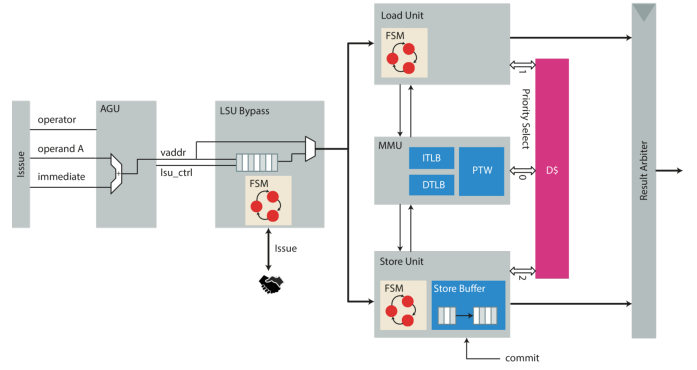 Isssue
operator
operand A
immediate
AGU
+
vaddr
lsu_ctrl
LSU Bypass
FSM
Issue
Load Unit
FSM
MMU
ITLB
DTLB
PTW
Store Unit
FSM
Store Buffer
commit
1
Priority Select
0
2
D$
Result Arbiter